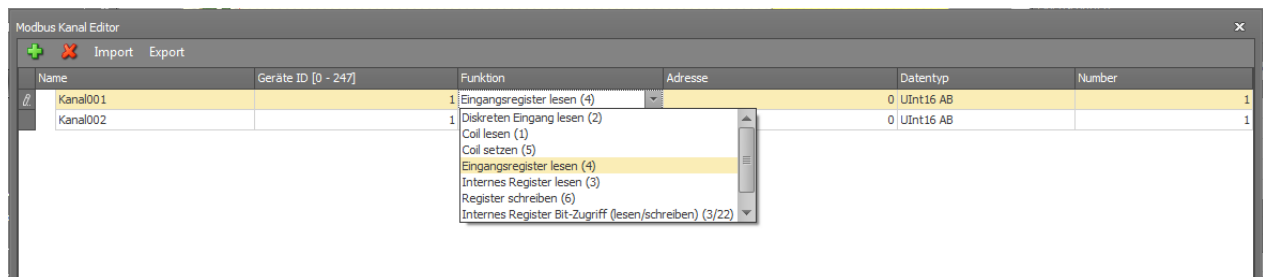 Modbus Kanal Editor x
Import Export
Name Geräte ID [0 - 247] Funktion Adresse Datentyp Number
Kanal001 1 Eingangsregister lesen (4) 0 UInt16 AB 1
Kanal002 1 0 UInt16 AB 1
Diskreten Eingang lesen (2)
Coil lesen (1)
Coil setzen (5)
Eingangsregister lesen (4)
Internes Register lesen (3)
Register schreiben (6)
Internes Register Bit-Zugriff (lesen/schreiben) (3/22)